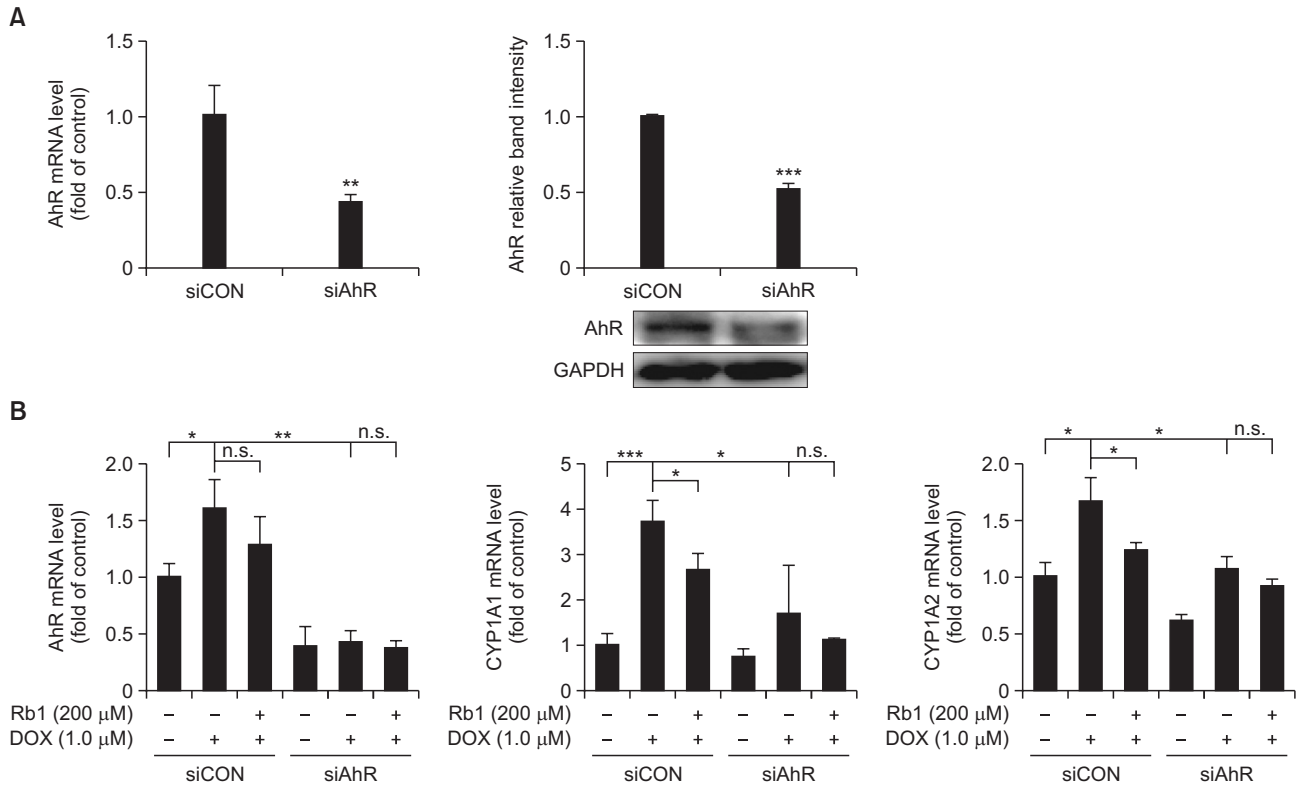 A
AhR mRNA level
(fold of control)
1.5
1.0
0.5
0
**
siCON siAhR
AhR relative band intensity
1.5
1.0
0.5
0
***
siCON siAhR
AhR
GAPDH
B
AhR mRNA level
(fold of control)
2.0
1.5
1.0
0.5
0
* ** n.s.
n.s.
Rb1 (200 μM) – – + – – +
DOX (1.0 μM) – + + – + +
siCON siAhR
CYP1A1 mRNA level
(fold of control)
5
4
3
2
1
0
*** * n.s.
*
Rb1 (200 μM) – – + – – +
DOX (1.0 μM) – + + – + +
siCON siAhR
CYP1A2 mRNA level
(fold of control)
2.0
1.5
1.0
0.5
0
* * n.s.
*
Rb1 (200 μM) – – + – – +
DOX (1.0 μM) – + + – + +
siCON siAhR